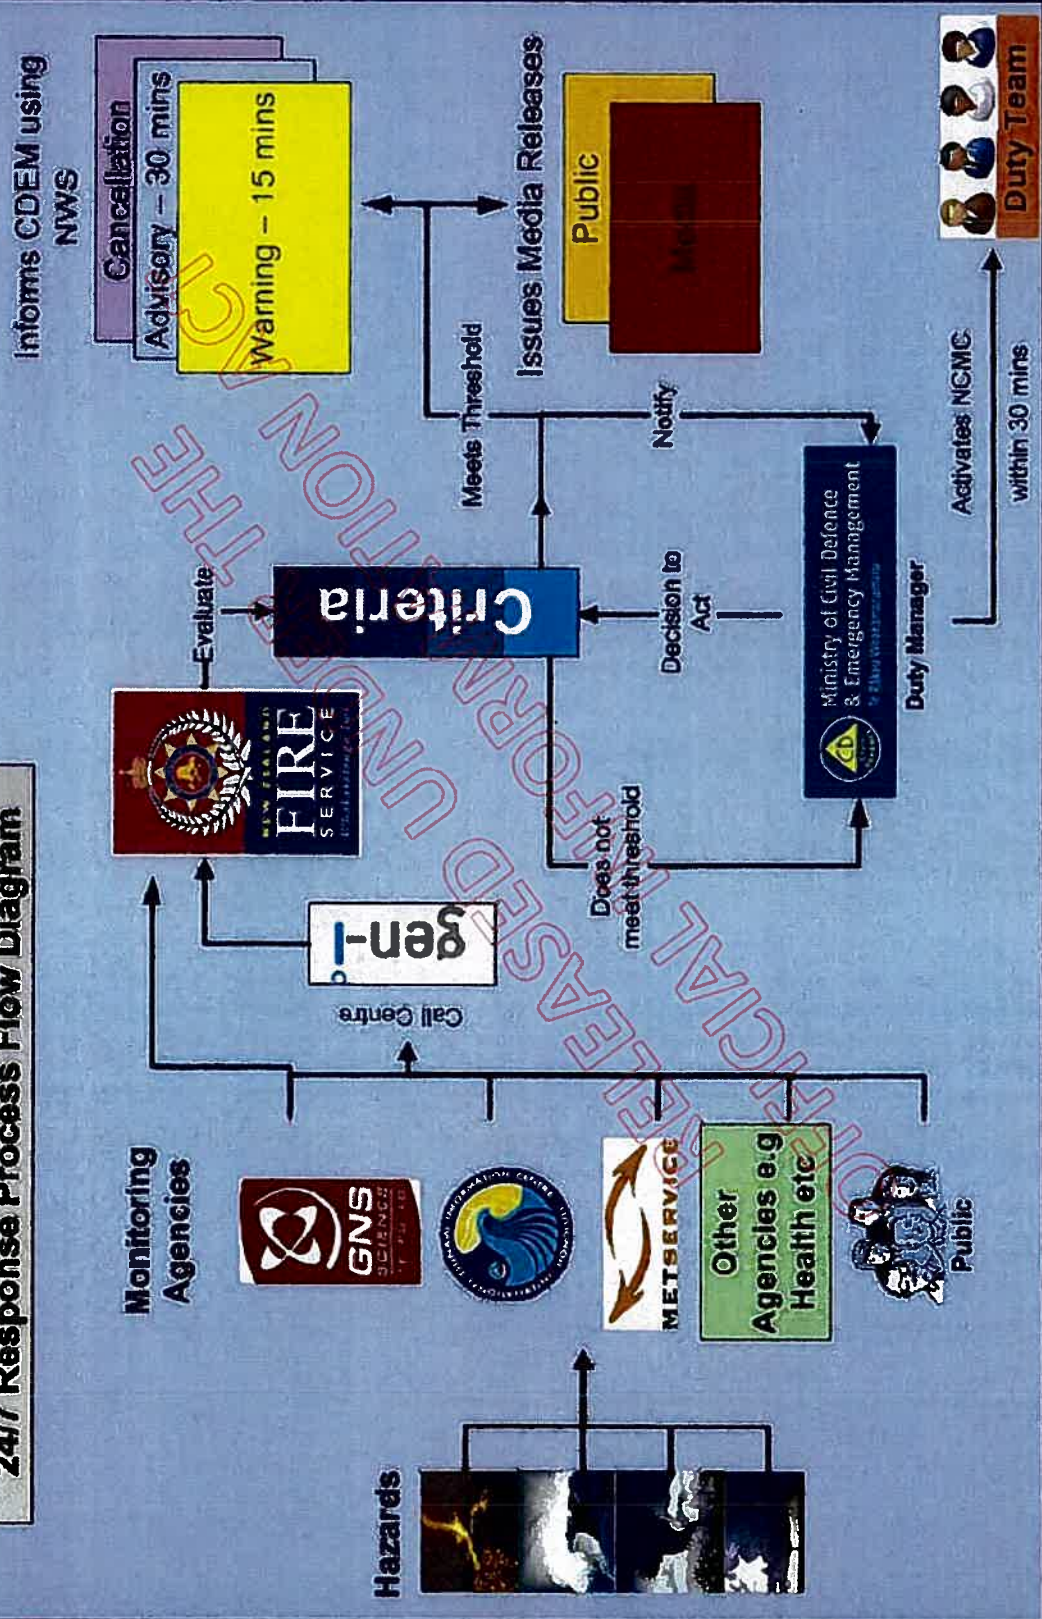 24/7 Response Process Flow Diagram
Hazards
Monitoring
Agencies
GNS
SCIENCE
METSERVICE
Other
Agencies e.g
Health etc
Public
Call Centre
gen-i
NEW ZEALAND
FIRE
SERVICE
Evaluate
Criteria
Does not
meet threshold
Decision to
Act
Meets Threshold
Notify
Ministry of Civil Defence
& Emergency Management
CD
Duty Manager
Informs CDEM using
NWS
Cancellation
Advisory – 30 mins
Warning – 15 mins
Issues Media Releases
Public
Media
Activates NCMC
within 30 mins
Duty Team
RELEASED UNDER THE
OFFICIAL INFORMATION ACT